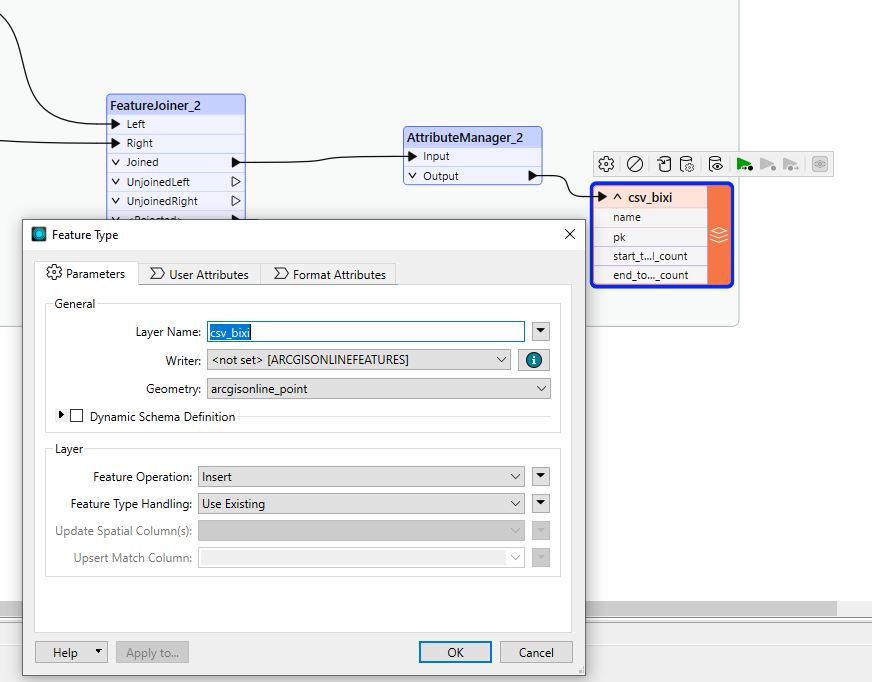 FeatureJoiner_2
Left
Right
Joined
UnjoinedLeft
UnjoinedRight
AttributeManager_2
Input
Output
csv_bixi
name
pk
start_t...l_count
end_to..._count
Feature Type
Parameters
User Attributes
Format Attributes
General
Layer Name: csv_bixi
Writer: <not set> [ARCGISONLINEFEATURES]
Geometry: arcgisonline_point
Dynamic Schema Definition
Layer
Feature Operation: Insert
Feature Type Handling: Use Existing
Update Spatial Column(s):
Upsert Match Column:
Help
Apply to...
OK
Cancel